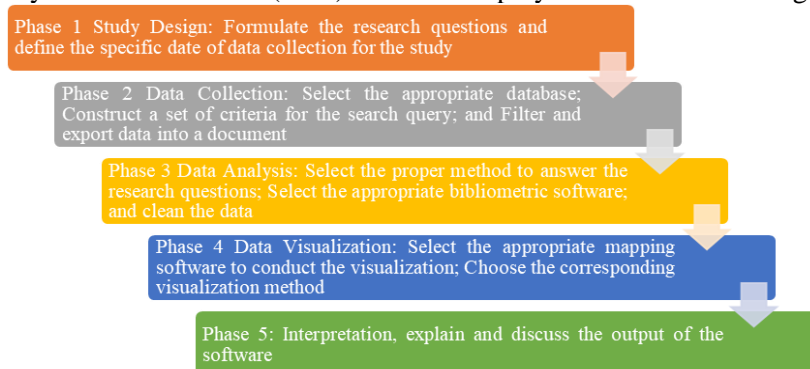 Phase 1 Study Design: Formulate the research questions and
define the specific date of data collection for the study
Phase 2 Data Collection: Select the appropriate database;
Construct a set of criteria for the search query; and Filter and
export data into a document
Phase 3 Data Analysis: Select the proper method to answer the
research questions; Select the appropriate bibliometric software;
and clean the data
Phase 4 Data Visualization: Select the appropriate mapping
software to conduct the visualization; Choose the corresponding
visualization method
Phase 5: Interpretation, explain and discuss the output of the
software